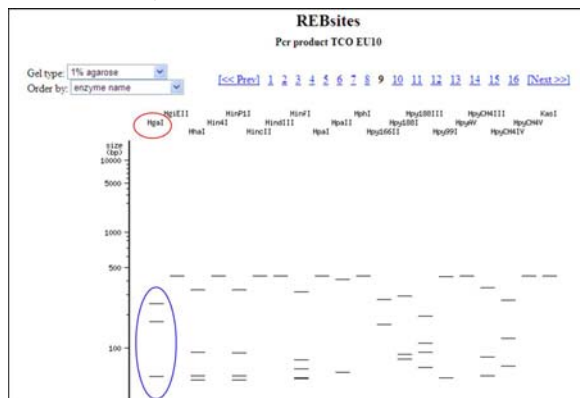 REBsites
Per product TCO EU10
Gel type: 1% agarose
Order by: enzyme name
[<< Prev] 1 2 3 4 5 6 7 8 9 10 11 12 13 14 15 16 [Next >>]
HgiEII HinP1I HinfI MphI Hpy188III HpyCH4III KasI
HgaI Hin4I HindIII HpaII Hpy188I HpyAV HpyCH4V
HhaI HincII HpaI Hpy166II Hpy99I HpyCH4IV
size
(bp)
10000
5000
1000
500
100